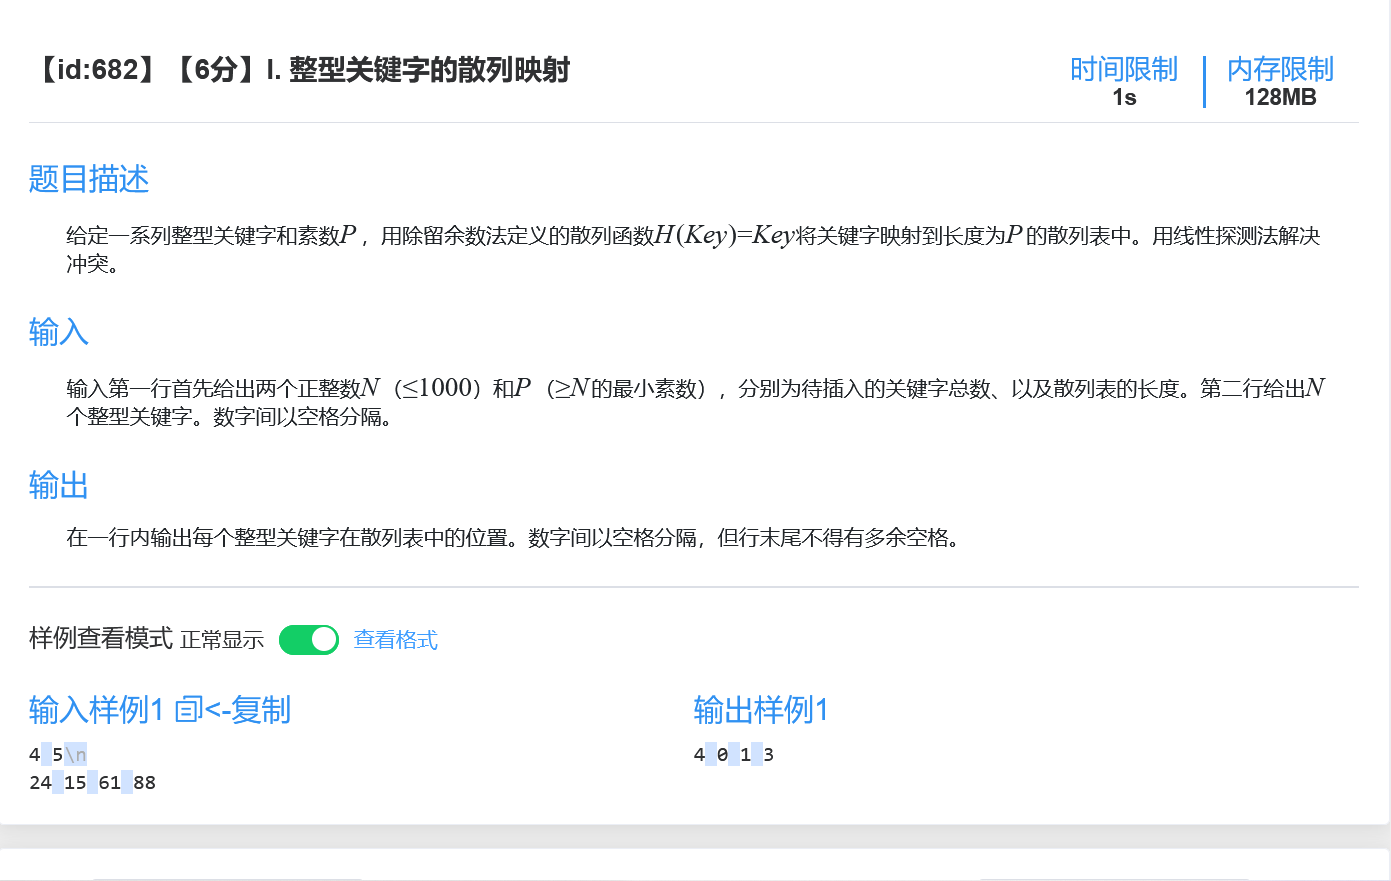 【id:682】【6分】I. 整型关键字的散列映射
时间限制
1s
内存限制
128MB
题目描述
给定一系列整型关键字和素数P，用除留余数法定义的散列函数H(Key)=Key将关键字映射到长度为P的散列表中。用线性探测法解决
冲突。
输入
输入第一行首先给出两个正整数N（≤1000）和P（≥N的最小素数），分别为待插入的关键字总数、以及散列表的长度。第二行给出N
个整型关键字。数字间以空格分隔。
输出
在一行内输出每个整型关键字在散列表中的位置。数字间以空格分隔，但行末尾不得有多余空格。
样例查看模式 正常显示 查看格式
输入样例1 <-复制
4 5\n
24 15 61 88
输出样例1
4 0 1 3